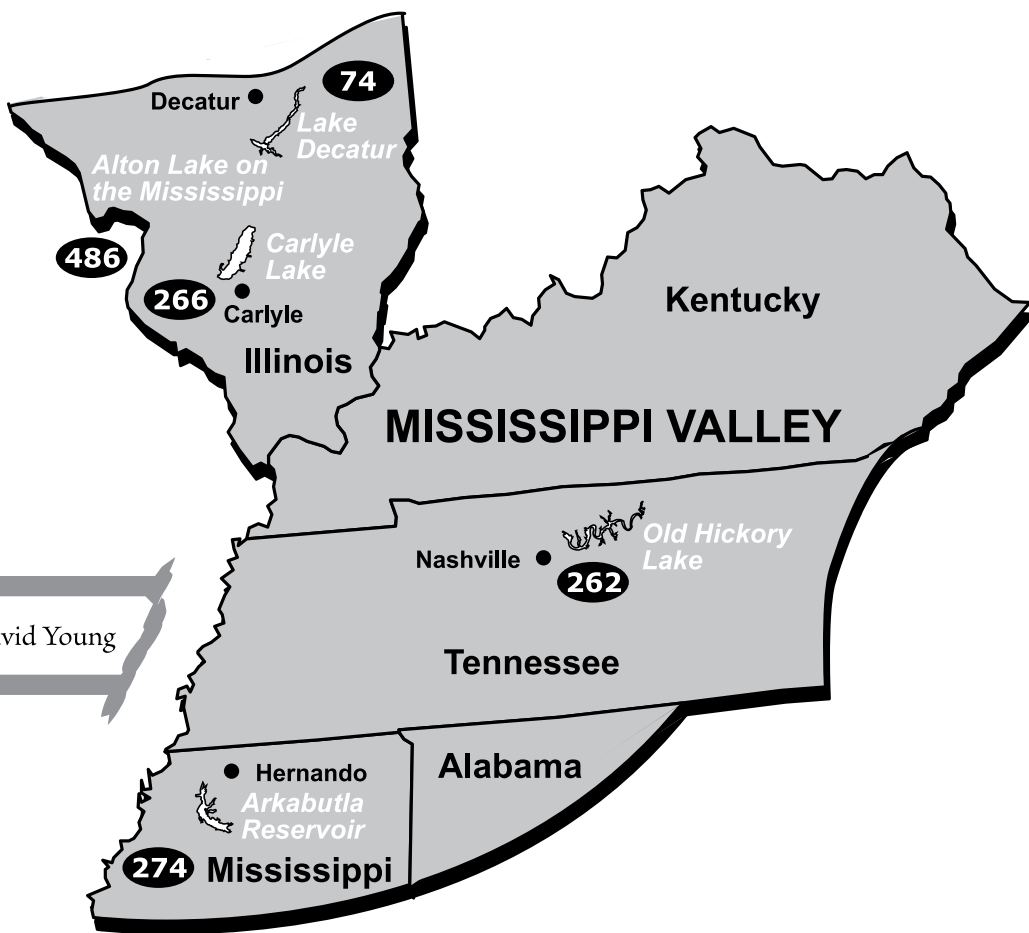 74
Decatur
Lake
Decatur
Alton Lake on
the Mississippi
486
Carlyle
Lake
266
Carlyle
Illinois
Kentucky
MISSISSIPPI VALLEY
Old Hickory
Lake
Nashville
262
Tennessee
Young
Alabama
Hernando
Arkabutla
Reservoir
274
Mississippi